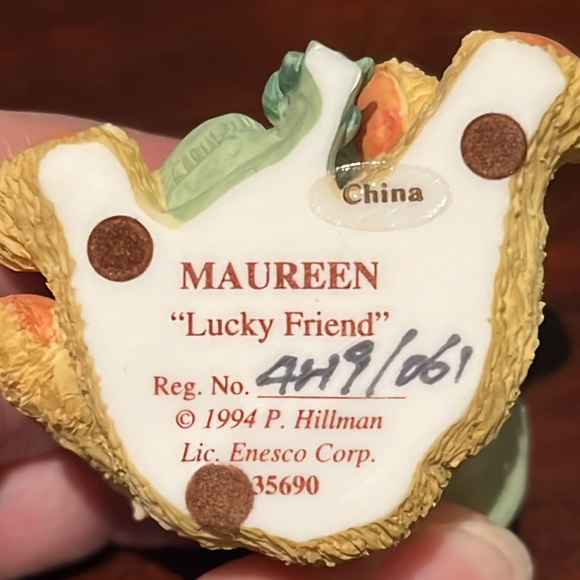 China
MAUREEN
“Lucky Friend”
Reg. No. 4H9/061
© 1994 P. Hillman
Lic. Enesco Corp.
35690